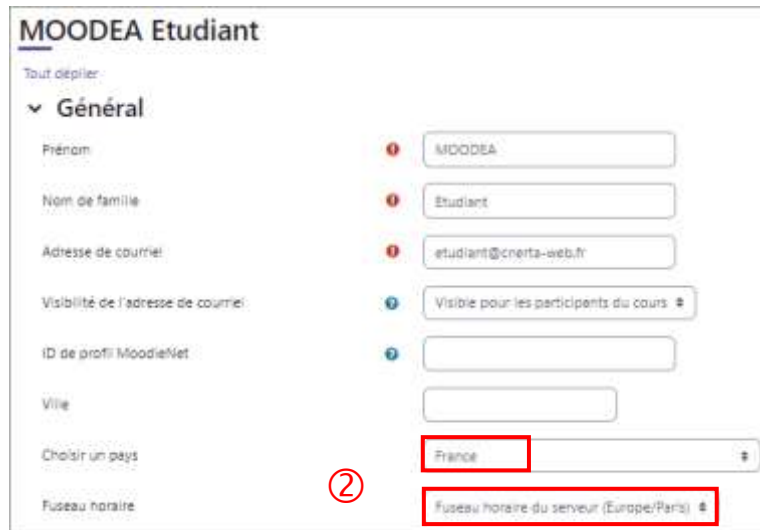 MOODEA Etudiant
Tout déplier
Général
Prénom MOODEA
Nom de famille Etudiant
Adresse de courriel etudiant@cnerta-web.fr
Visibilité de l'adresse de courriel Visible pour les participants du cours
ID de profil MoodleNet
Ville
Choisir un pays France
② Fuseau horaire Fuseau horaire du serveur (Europe/Paris)